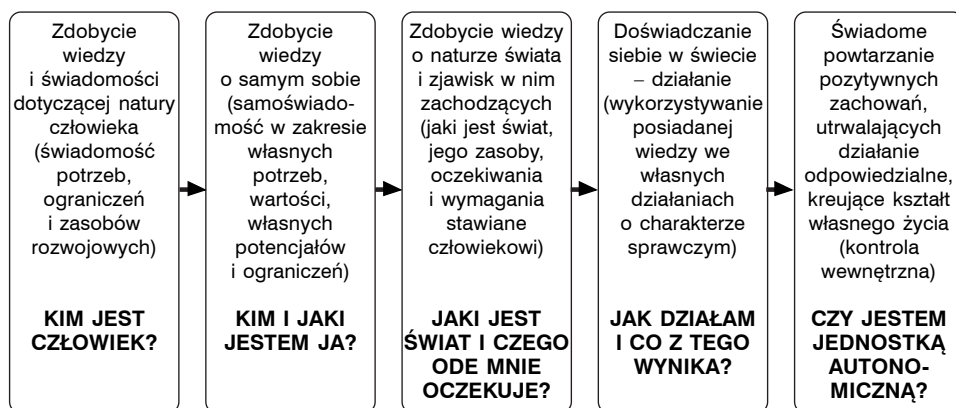 Zdobycie
wiedzy
i świadomości
dotyczącej natury
człowieka
(świadomość
potrzeb,
ograniczeń
i zasobów
rozwojowych)
KIM JEST
CZŁOWIEK?
Zdobycie
wiedzy
o samym sobie
(samoświado-
mość w zakresie
własnych
potrzeb,
wartości,
własnych
potencjałów
i ograniczeń)
KIM I JAKI
JESTEM JA?
Zdobycie wiedzy
o naturze świata
i zjawisk w nim
zachodzących
(jaki jest świat,
jego zasoby,
oczekiwania
i wymagania
stawiane
człowiekowi)
JAKI JEST
ŚWIAT I CZEGO
ODE MNIE
OCZEKUJE?
Doświadczanie
siebie w świecie
– działanie
(wykorzystywanie
posiadanej
wiedzy we
własnych
działaniach
o charakterze
sprawczym)
JAK DZIAŁAM
I CO Z TEGO
WYNIKA?
Świadome
powtarzanie
pozytywnych
zachowań,
utrwalających
działanie
odpowiedzialne,
kreujące kształt
własnego życia
(kontrola
wewnętrzna)
CZY JESTEM
JEDNOSTKĄ
AUTONO-
MICZNĄ?